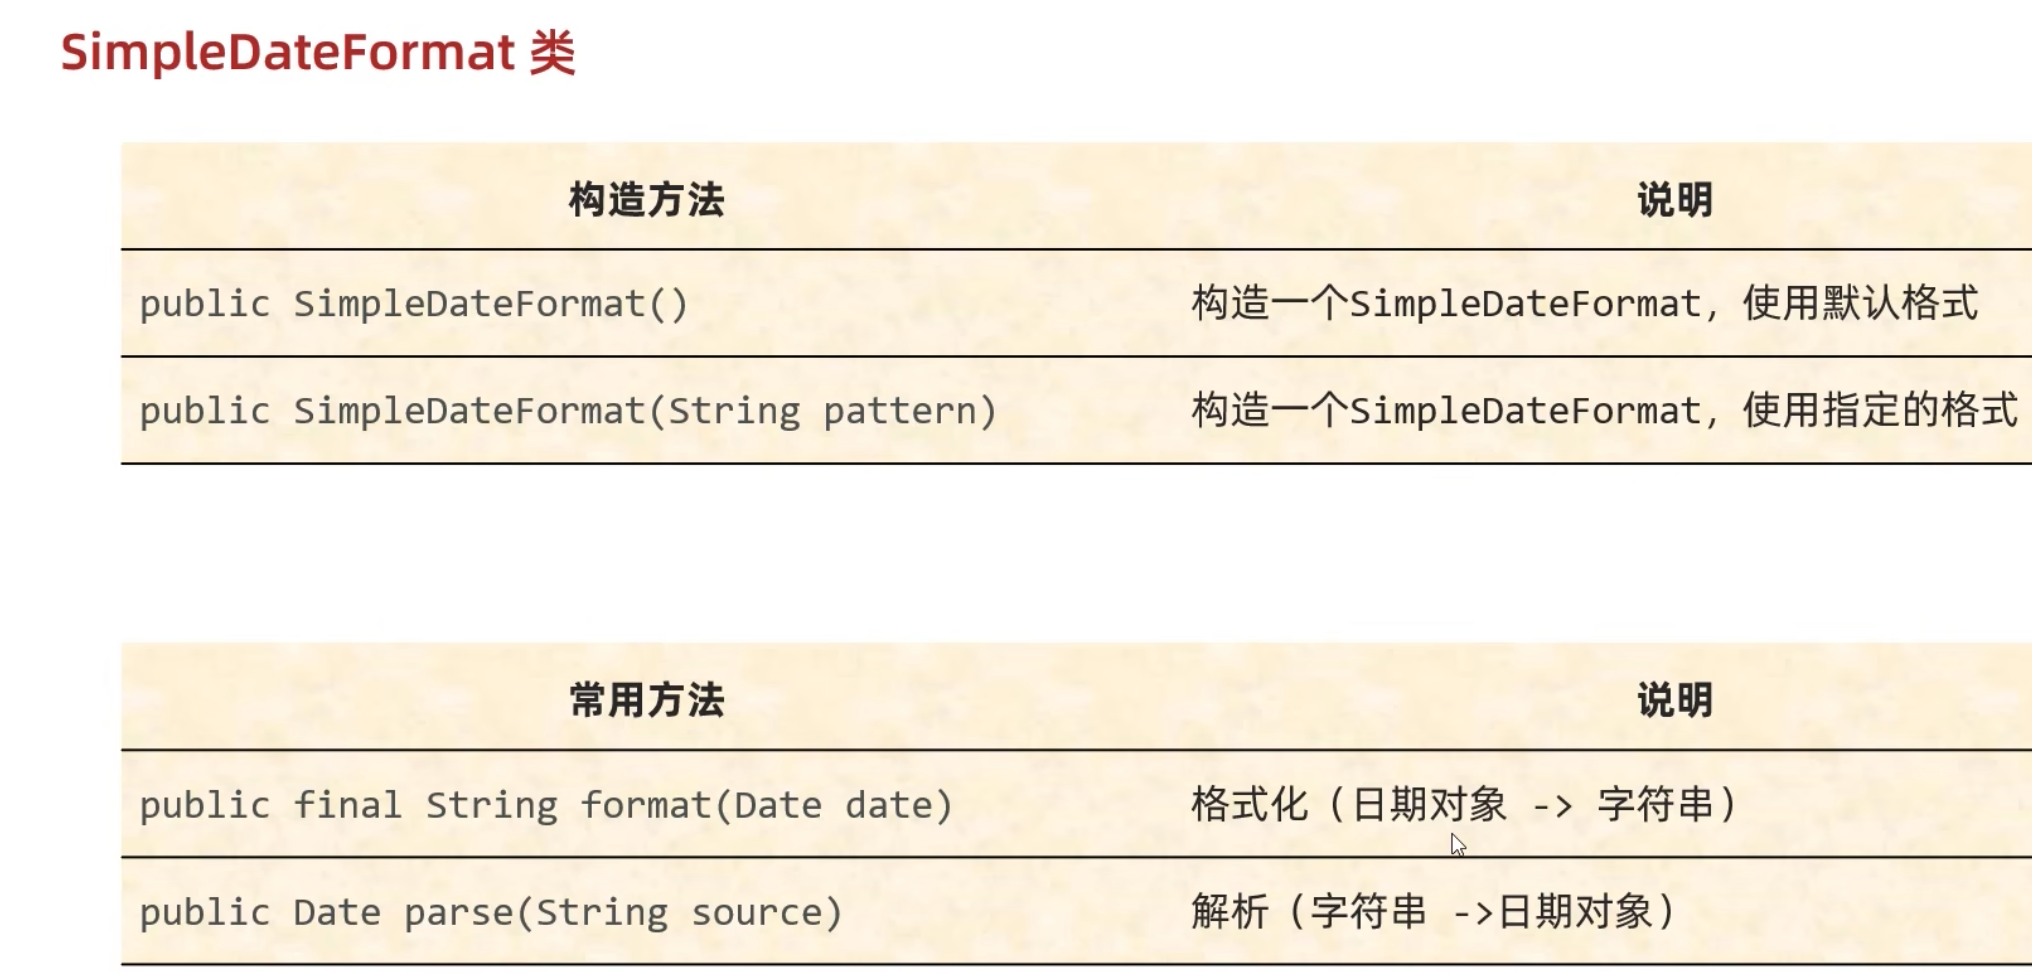 SimpleDateFormat 类
构造方法 说明
public SimpleDateFormat() 构造一个SimpleDateFormat，使用默认格式
public SimpleDateFormat(String pattern) 构造一个SimpleDateFormat，使用指定的格式
常用方法 说明
public final String format(Date date) 格式化（日期对象 -> 字符串）
public Date parse(String source) 解析（字符串 ->日期对象）